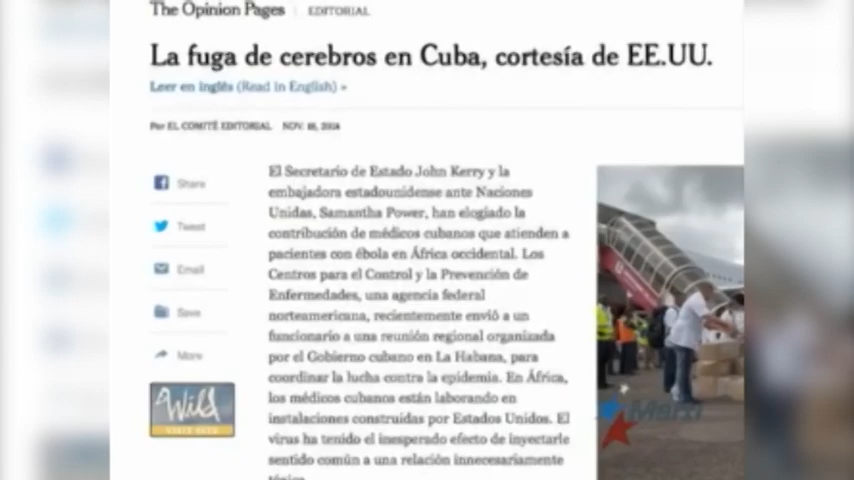 The Opinion Pages | EDITORIAL
La fuga de cerebros en Cuba, cortesía de EE.UU.
Leer en inglés (Read in English) »
Por EL COMITÉ EDITORIAL NOV. 16, 2014
Share
Tweet
Email
Save
More
Wild
El Secretario de Estado John Kerry y la
embajadora estadounidense ante Naciones
Unidas, Samantha Power, han elogiado la
contribución de médicos cubanos que atienden a
pacientes con ébola en África occidental. Los
Centros para el Control y la Prevención de
Enfermedades, una agencia federal
norteamericana, recientemente envió a un
funcionario a una reunión regional organizada
por el Gobierno cubano en La Habana, para
coordinar la lucha contra la epidemia. En África,
los médicos cubanos están laborando en
instalaciones construidas por Estados Unidos. El
virus ha tenido el inesperado efecto de inyectarle
sentido común a una relación innecesariamente
Martí